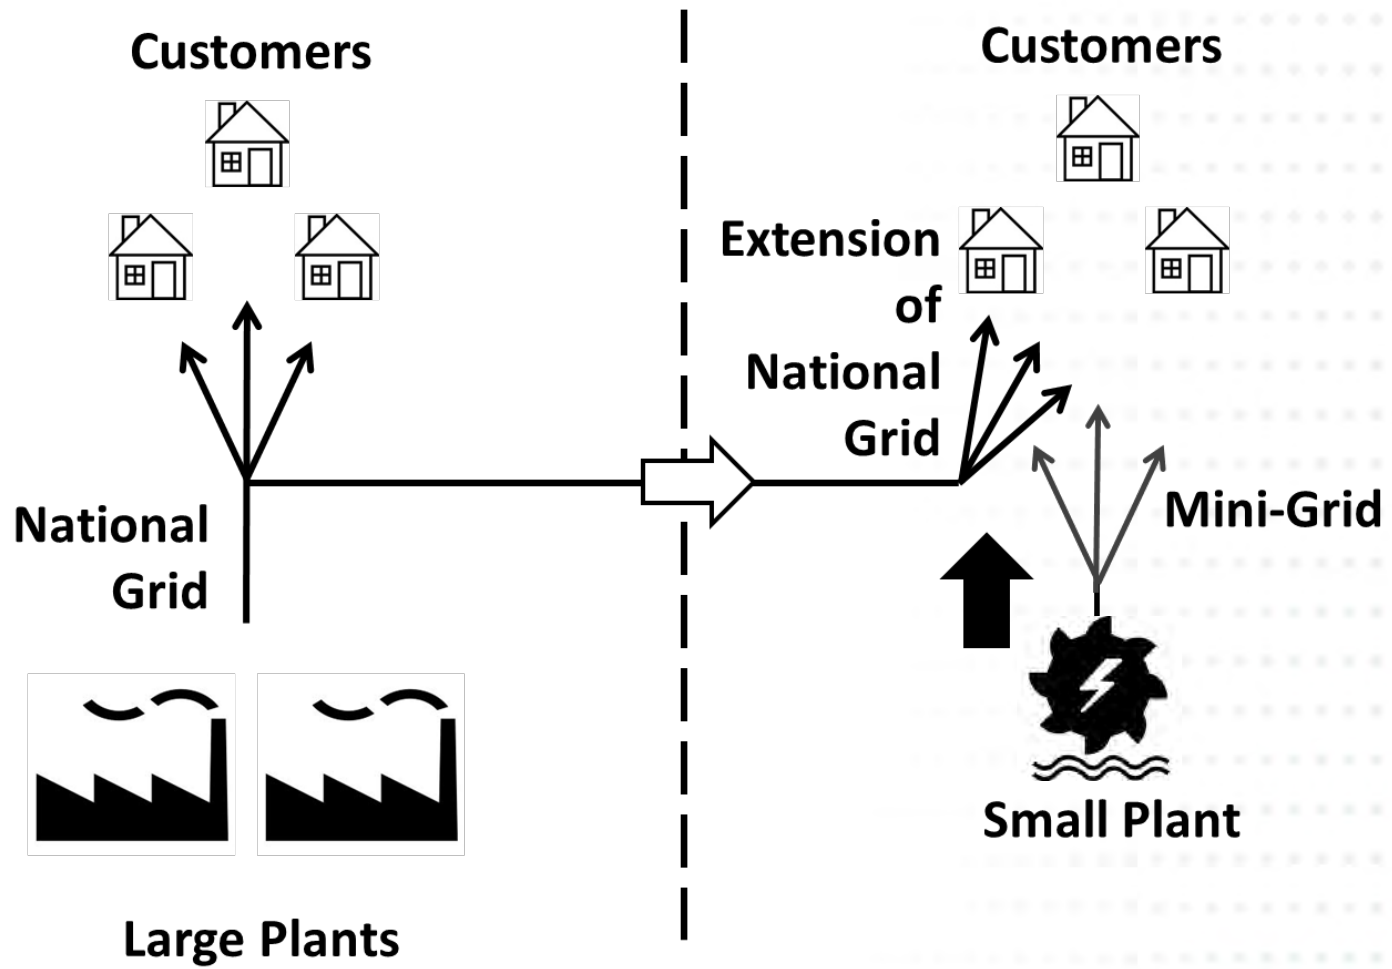 Customers
National
Grid
Large Plants
Customers
Extension
of
National
Grid
Mini-Grid
Small Plant